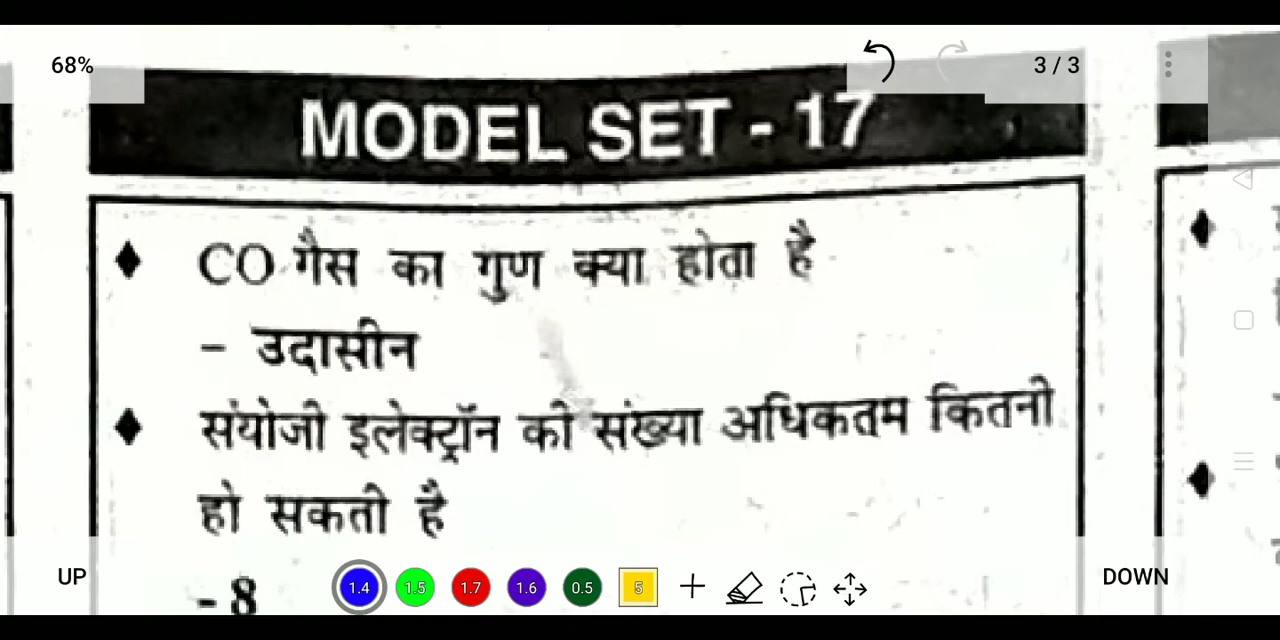 68%
3 / 3
MODEL SET - 17
♦ CO गैस का गुण क्या होता है
– उदासीन
♦ संयोजी इलेक्ट्रॉन की संख्या अधिकतम कितनी
हो सकती है
- 8
UP
1.4 1.5 1.7 1.6 0.5 5
DOWN